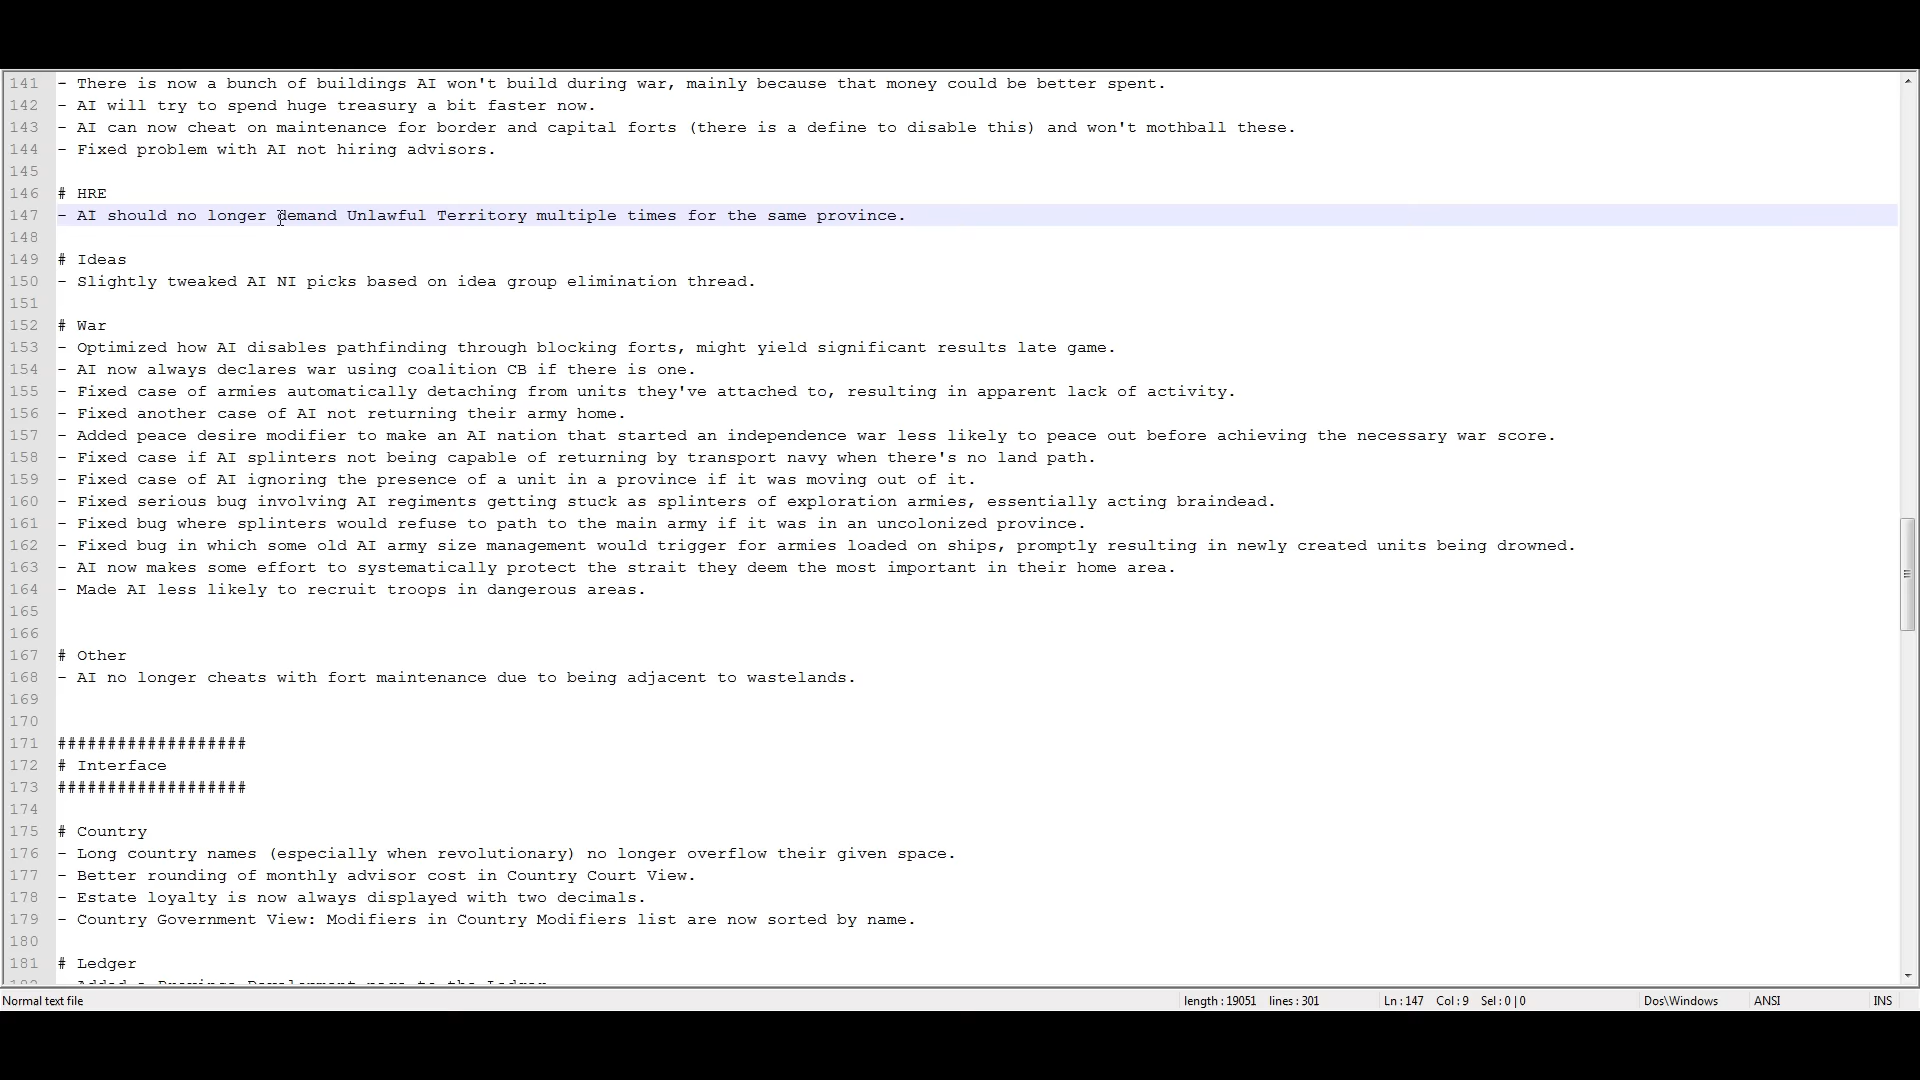 141 - There is now a bunch of buildings AI won't build during war, mainly because that money could be better spent.
142 - AI will try to spend huge treasury a bit faster now.
143 - AI can now cheat on maintenance for border and capital forts (there is a define to disable this) and won't mothball these.
144 - Fixed problem with AI not hiring advisors.
145
146 # HRE
147 - AI should no longer demand Unlawful Territory multiple times for the same province.
148
149 # Ideas
150 - Slightly tweaked AI NI picks based on idea group elimination thread.
151
152 # War
153 - Optimized how AI disables pathfinding through blocking forts, might yield significant results late game.
154 - AI now always declares war using coalition CB if there is one.
155 - Fixed case of armies automatically detaching from units they've attached to, resulting in apparent lack of activity.
156 - Fixed another case of AI not returning their army home.
157 - Added peace desire modifier to make an AI nation that started an independence war less likely to peace out before achieving the necessary war score.
158 - Fixed case if AI splinters not being capable of returning by transport navy when there's no land path.
159 - Fixed case of AI ignoring the presence of a unit in a province if it was moving out of it.
160 - Fixed serious bug involving AI regiments getting stuck as splinters of exploration armies, essentially acting braindead.
161 - Fixed bug where splinters would refuse to path to the main army if it was in an uncolonized province.
162 - Fixed bug in which some old AI army size management would trigger for armies loaded on ships, promptly resulting in newly created units being drowned.
163 - AI now makes some effort to systematically protect the strait they deem the most important in their home area.
164 - Made AI less likely to recruit troops in dangerous areas.
165
166
167 # Other
168 - AI no longer cheats with fort maintenance due to being adjacent to wastelands.
169
170
171 ###################
172 # Interface
173 ###################
174
175 # Country
176 - Long country names (especially when revolutionary) no longer overflow their given space.
177 - Better rounding of monthly advisor cost in Country Court View.
178 - Estate loyalty is now always displayed with two decimals.
179 - Country Government View: Modifiers in Country Modifiers list are now sorted by name.
180
181 # Ledger
182 - Added a Province Development page to the Ledger
Normal text file length : 19051 lines : 301 Ln : 147 Col : 9 Sel : 0 | 0 Dos\Windows ANSI INS